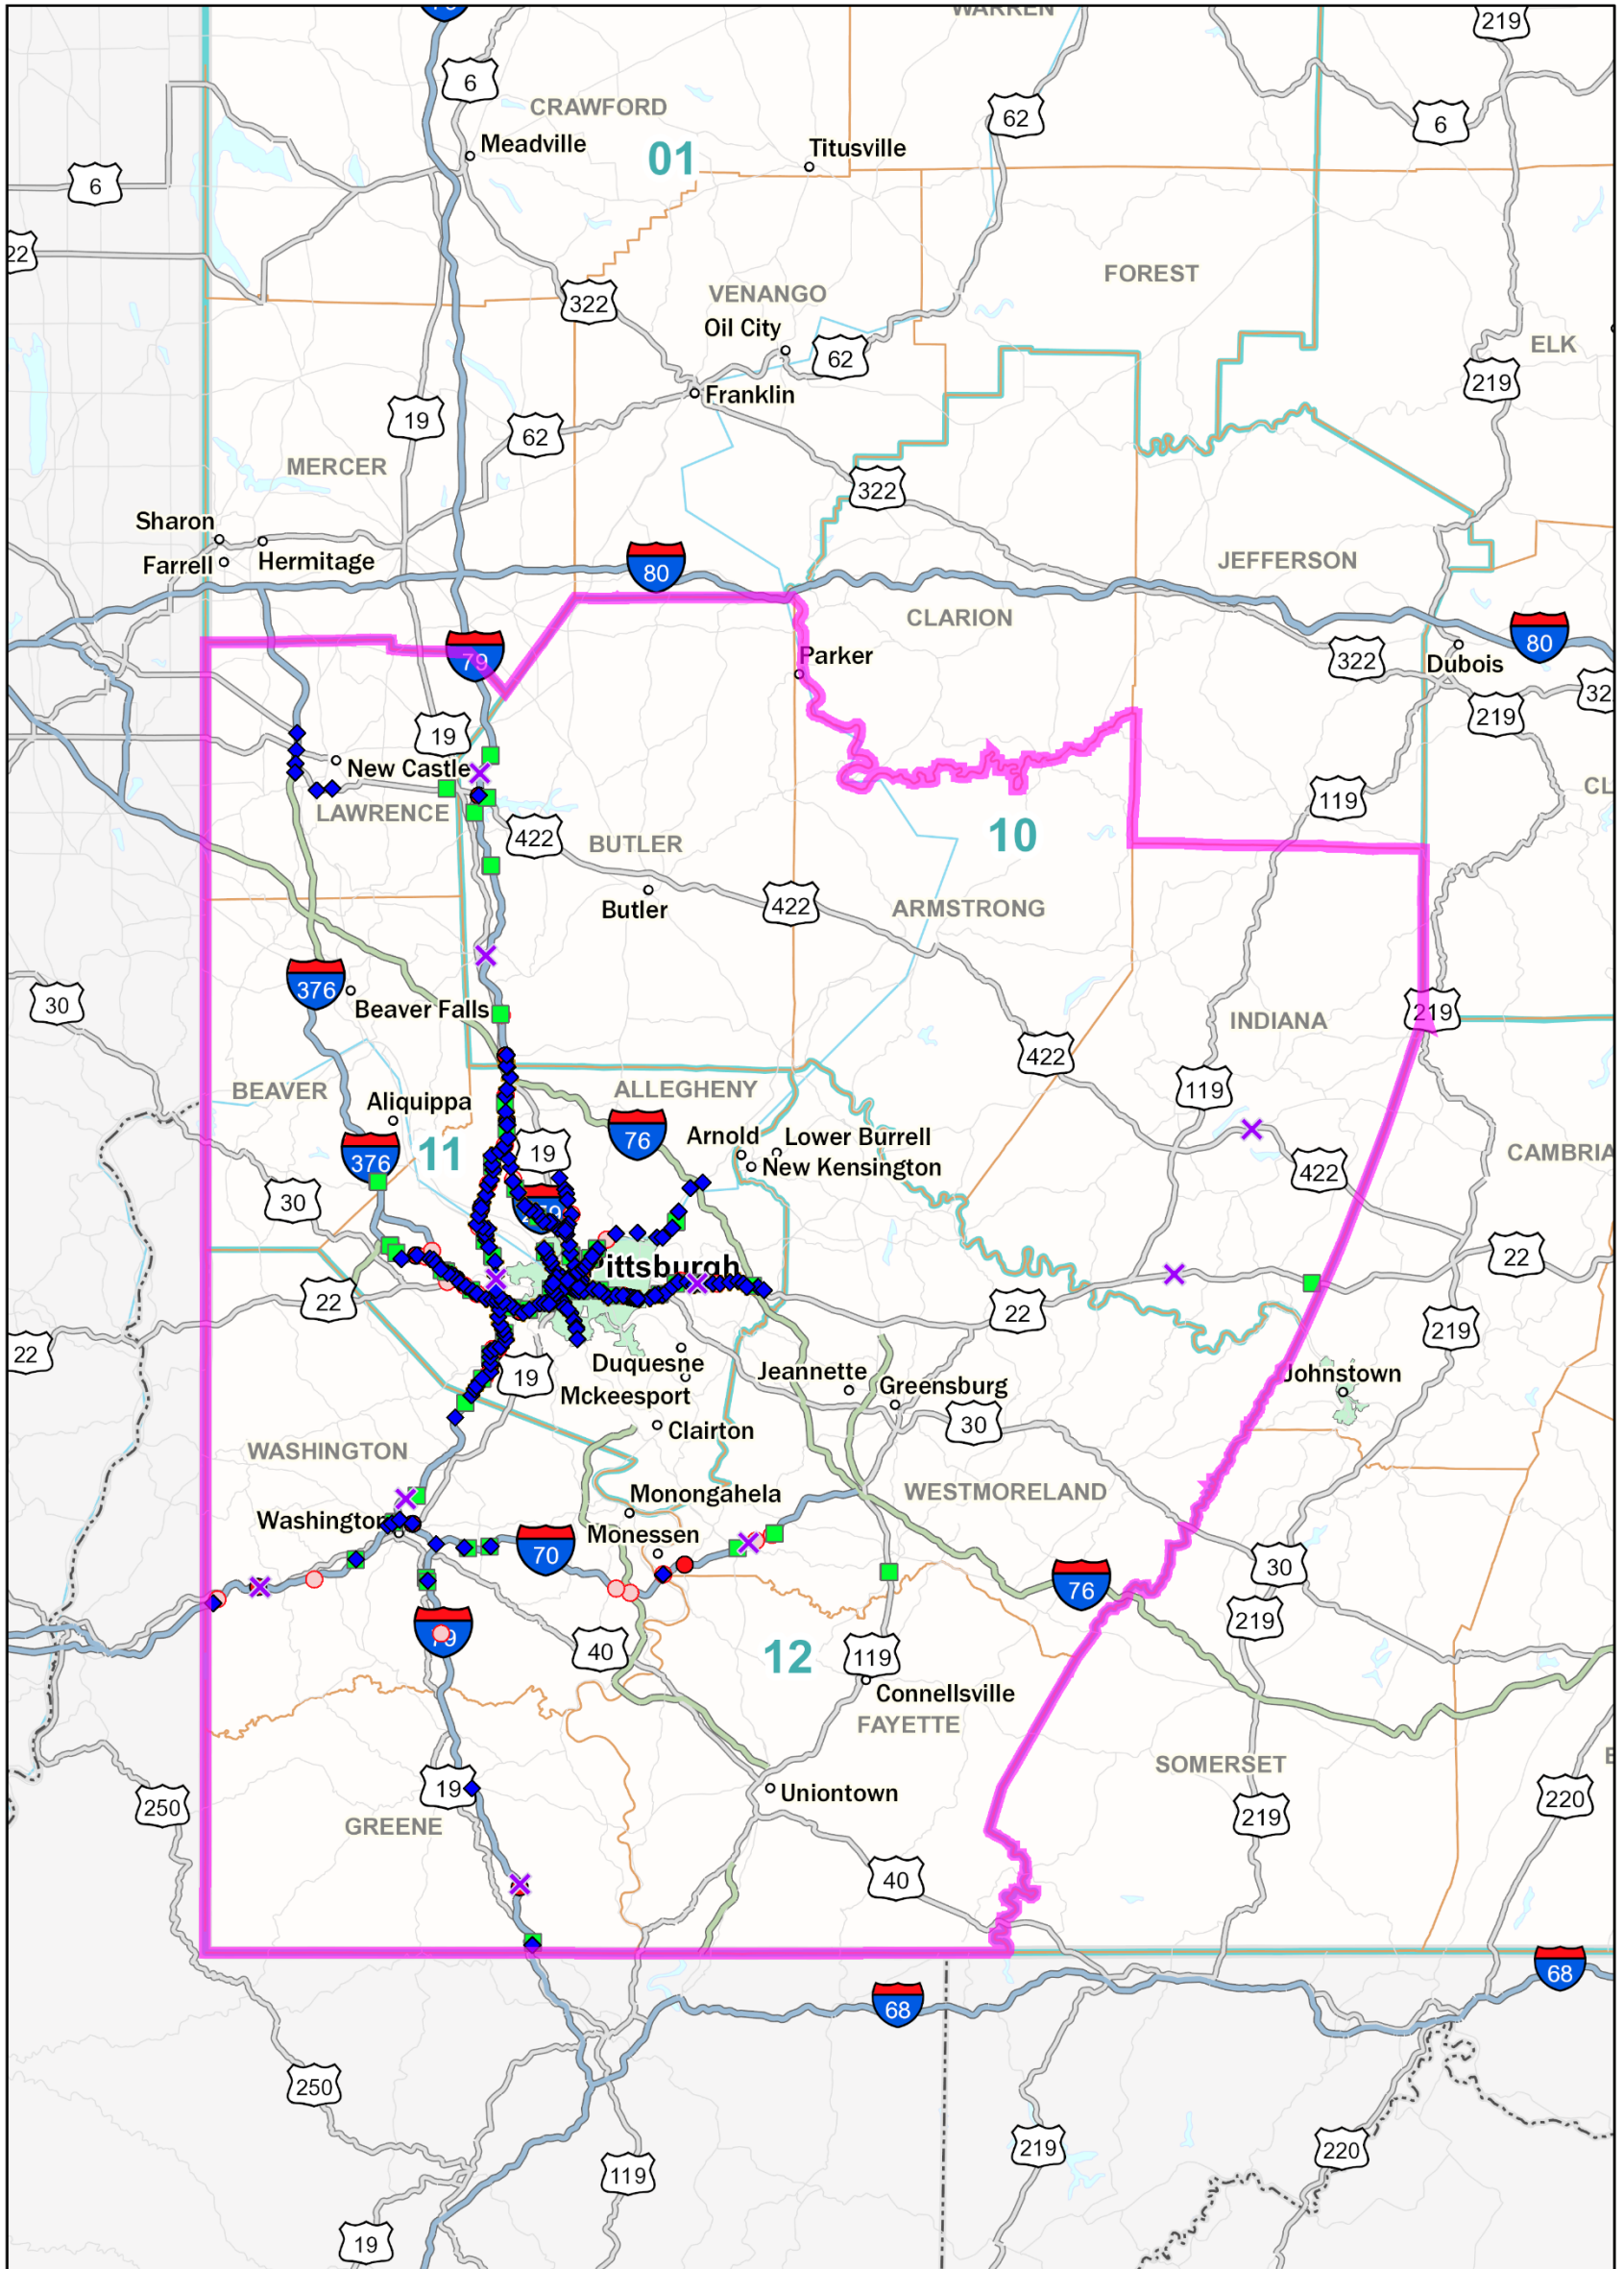 WARREN
219
6
CRAWFORD
62
6
Meadville
01
Titusville
6
22
FOREST
VENANGO
322
Oil City
62
ELK
219
Franklin
19
62
MERCER
322
Sharon
Hermitage
Farrell
80
JEFFERSON
CLARION
80
79
Parker
322
Dubois
32
219
19
New Castle
LAWRENCE
119
CL
422
BUTLER
10
Butler
422
ARMSTRONG
376
30
Beaver Falls
INDIANA
219
422
BEAVER
ALLEGHENY
119
Aliquippa
76
Arnold
Lower Burrell
New Kensington
376
11
19
422
CAMBRIA
30
22
Pittsburgh
22
22
22
219
Duquesne
Jeannette
Johnstown
19
Mckeesport
Greensburg
30
Clairton
WASHINGTON
Monongahela
WESTMORELAND
Washington
Monessen
70
30
76
219
79
40
12
119
Connellsville
FAYETTE
SOMERSET
19
Uniontown
250
220
219
GREENE
40
68
68
250
219
220
119
19